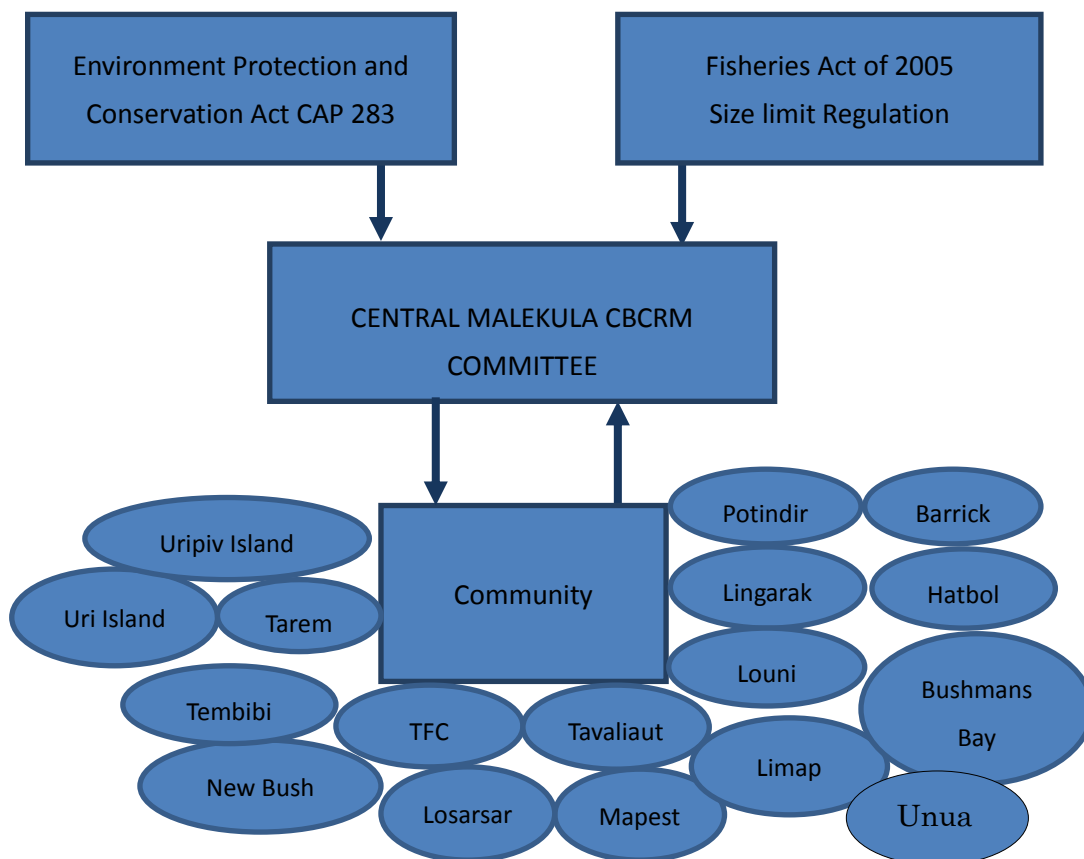 Environment Protection and
Conservation Act CAP 283
Fisheries Act of 2005
Size limit Regulation
CENTRAL MALEKULA CBCRM
COMMITTEE
Community
Uripiv Island
Uri Island
Tarem
Tembibi
New Bush
TFC
Losarsar
Tavaliaut
Mapest
Potindir
Barrick
Lingarak
Hatbol
Louni
Bushmans
Bay
Limap
Unua